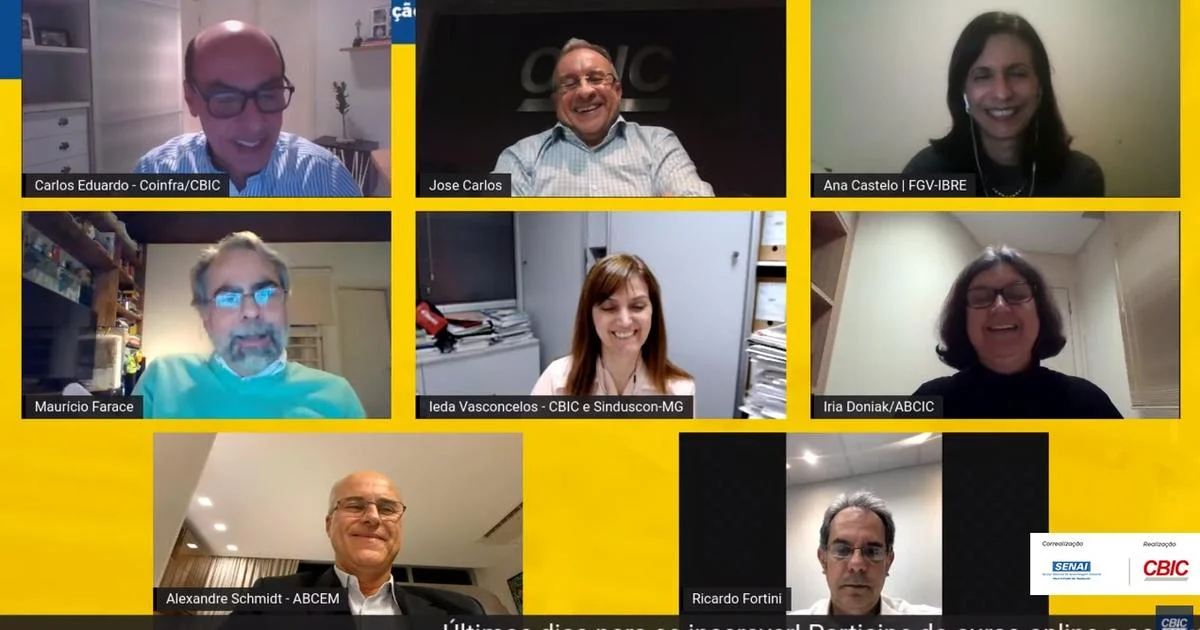 ção
CBIC
Carlos Eduardo - Coinfra/CBIC
Jose Carlos
Ana Castelo | FGV-IBRE
Maurício Farace
Ieda Vasconcelos - CBIC e Sinduscon-MG
Iria Doniak/ABCIC
Alexandre Schmidt - ABCEM
Ricardo Fortini
Correalização
Realização
SENAI
CBIC
CBIC